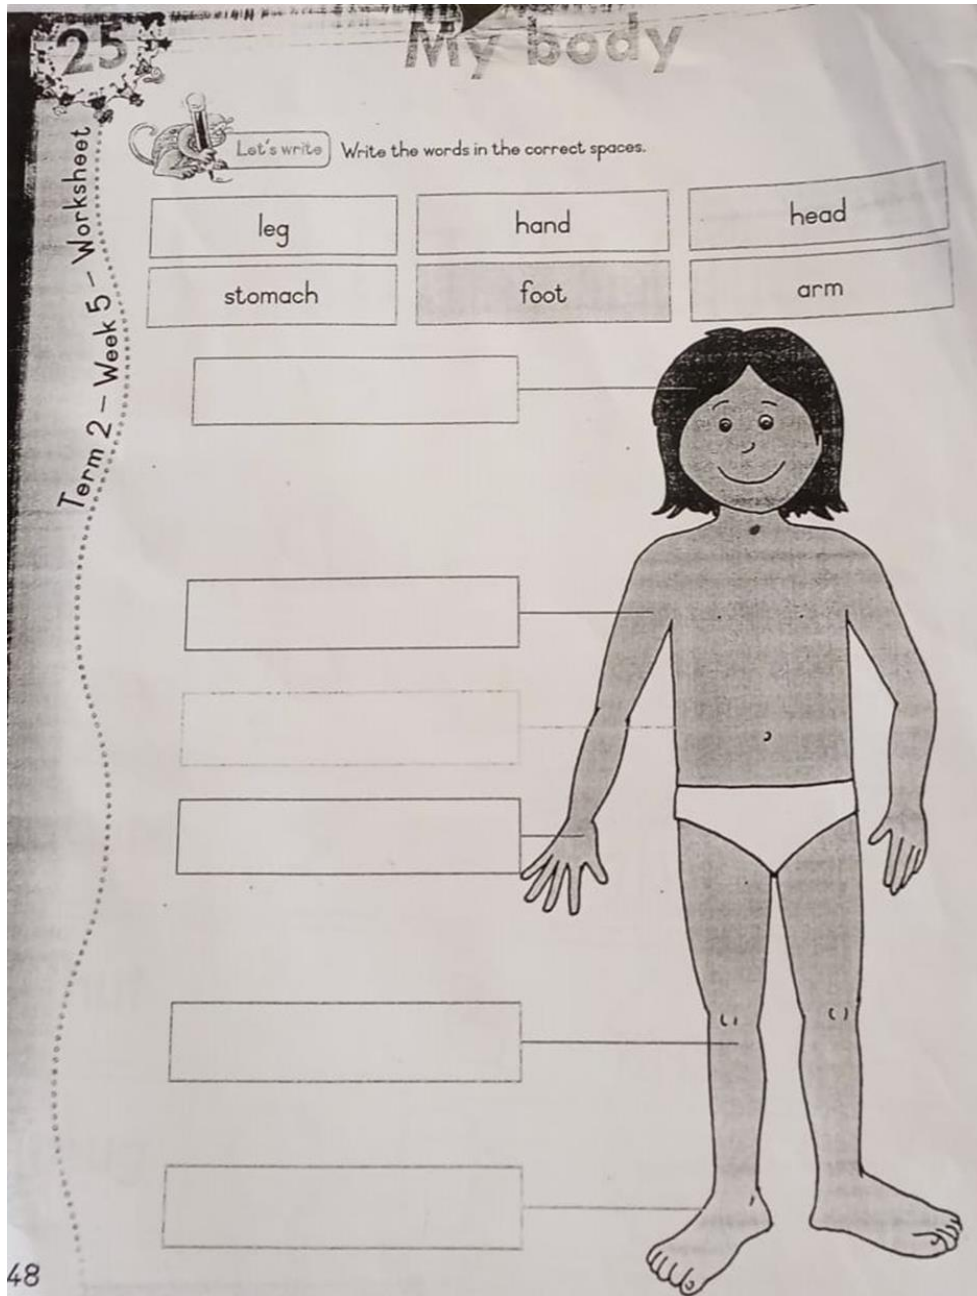 25
My body
Term 2 – Week 5 – Worksheet
Let's write Write the words in the correct spaces.
leg hand head
stomach foot arm
48